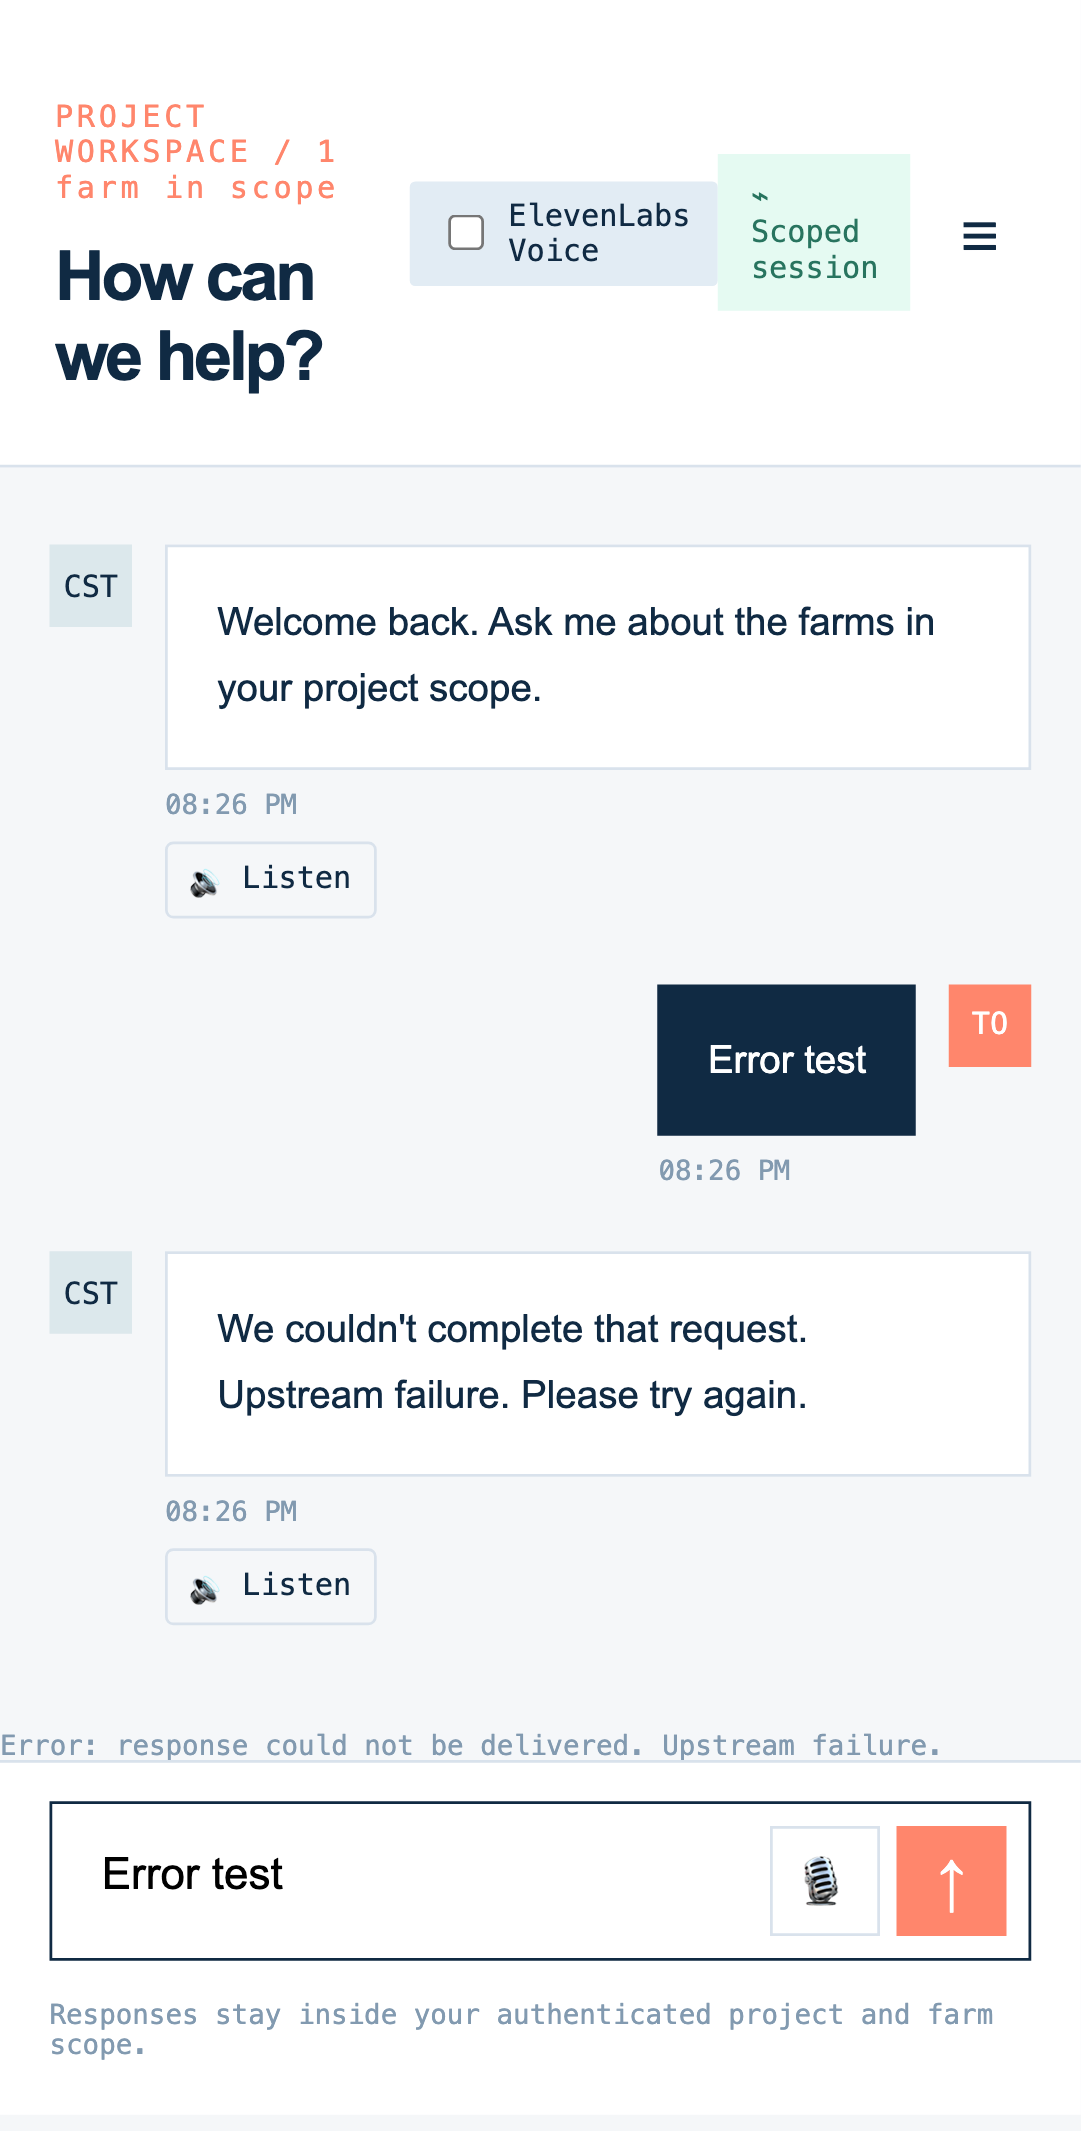 PROJECT
WORKSPACE / 1
farm in scope
How can
we help?
ElevenLabs
Voice
Scoped
session
CST
Welcome back. Ask me about the farms in
your project scope.
08:26 PM
Listen
Error test
TO
08:26 PM
CST
We couldn't complete that request.
Upstream failure. Please try again.
08:26 PM
Listen
Error: response could not be delivered. Upstream failure.
Error test
Responses stay inside your authenticated project and farm
scope.